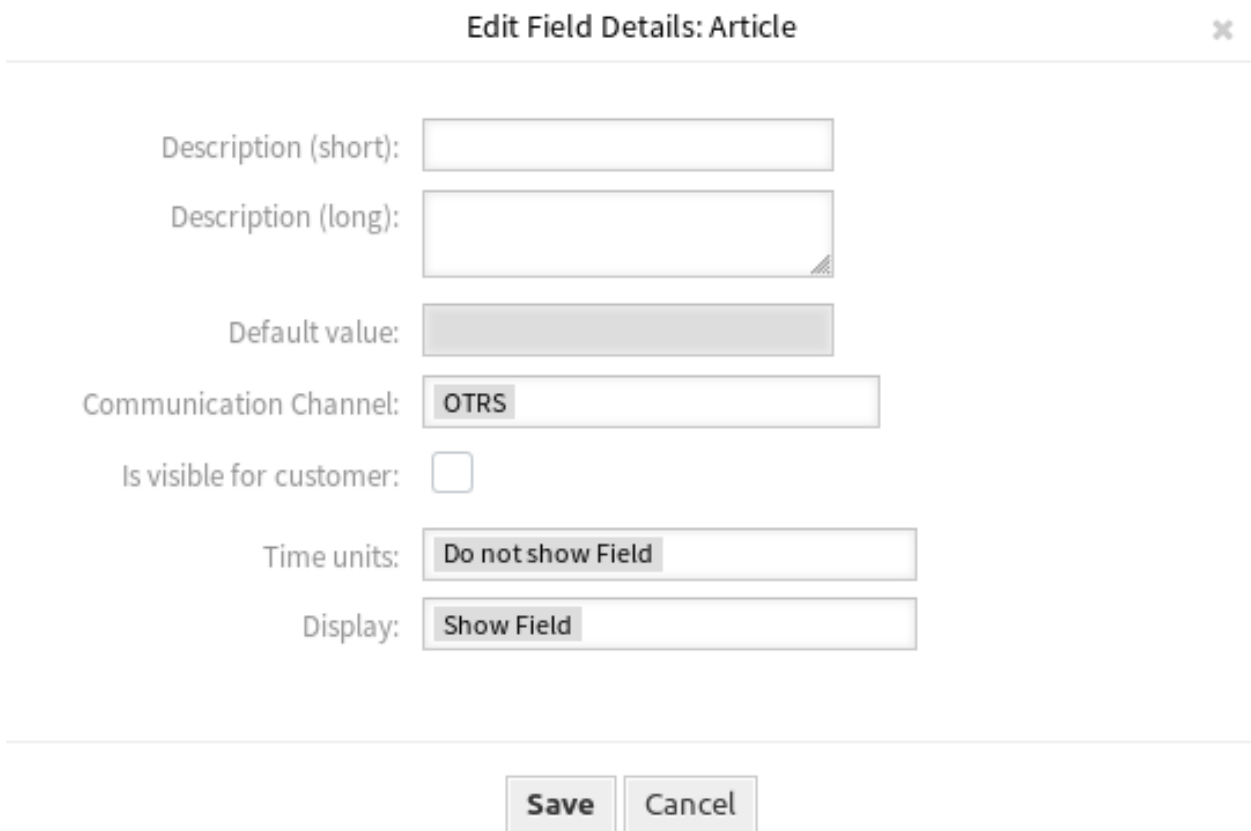 Edit Field Details: Article
Description (short):
Description (long):
Default value:
Communication Channel: OTRS
Is visible for customer:
Time units: Do not show Field
Display: Show Field
Save Cancel